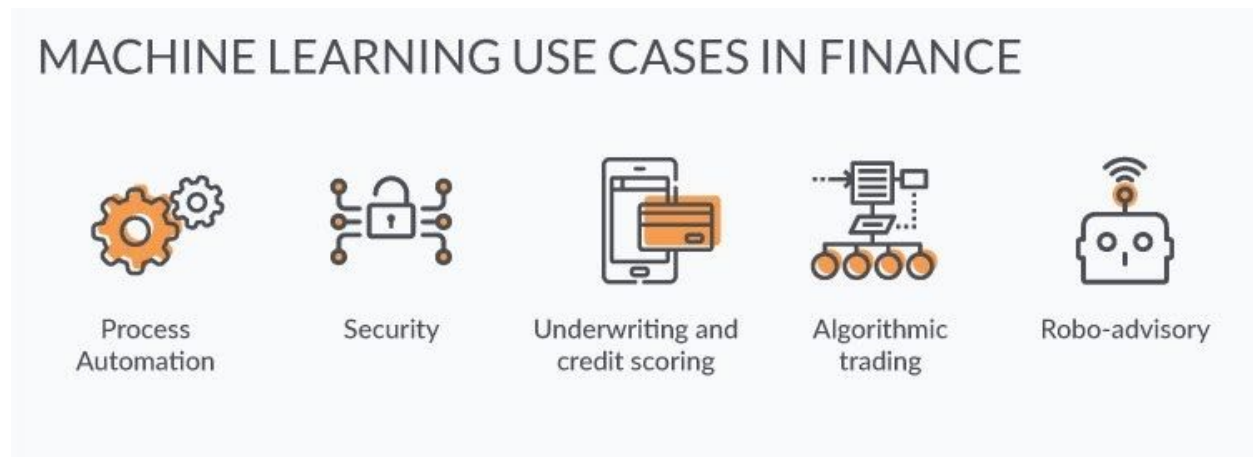 MACHINE LEARNING USE CASES IN FINANCE
Process
Automation
Security
Underwriting and
credit scoring
Algorithmic
trading
Robo-advisory